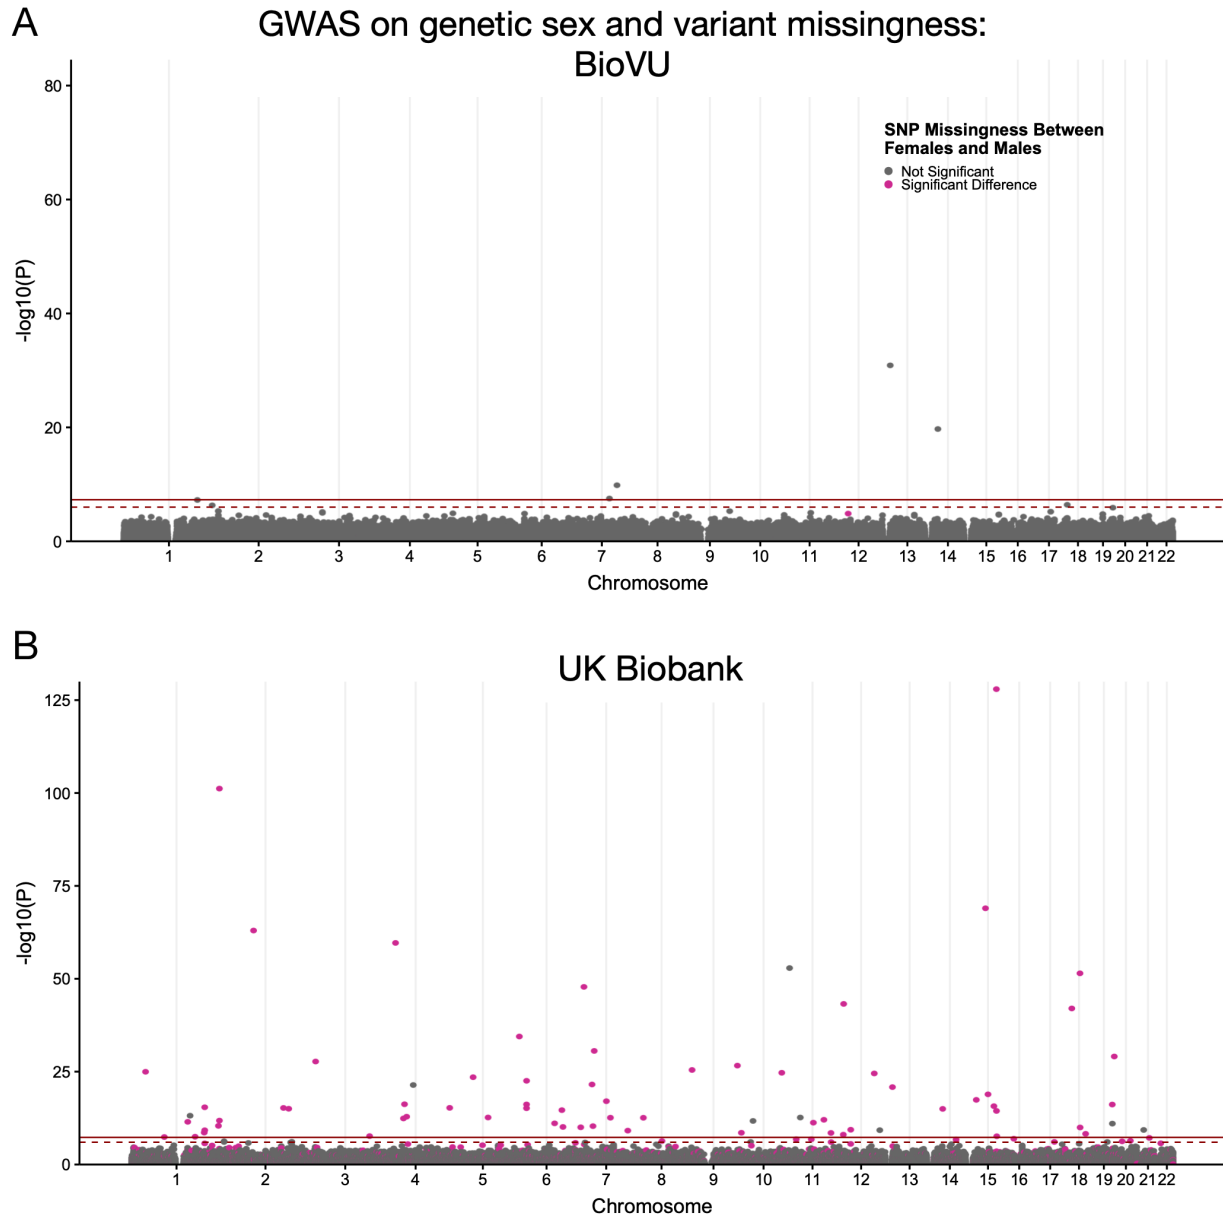 A
GWAS on genetic sex and variant missingness:
BioVU
80
60
40
20
0
-log10(P)
SNP Missingness Between
Females and Males
Not Significant
Significant Difference
1 2 3 4 5 6 7 8 9 10 11 12 13 14 15 16 17 18 19 20 21 22
Chromosome
B
UK Biobank
125
100
75
50
25
0
-log10(P)
1 2 3 4 5 6 7 8 9 10 11 12 13 14 15 16 17 18 19 20 21 22
Chromosome